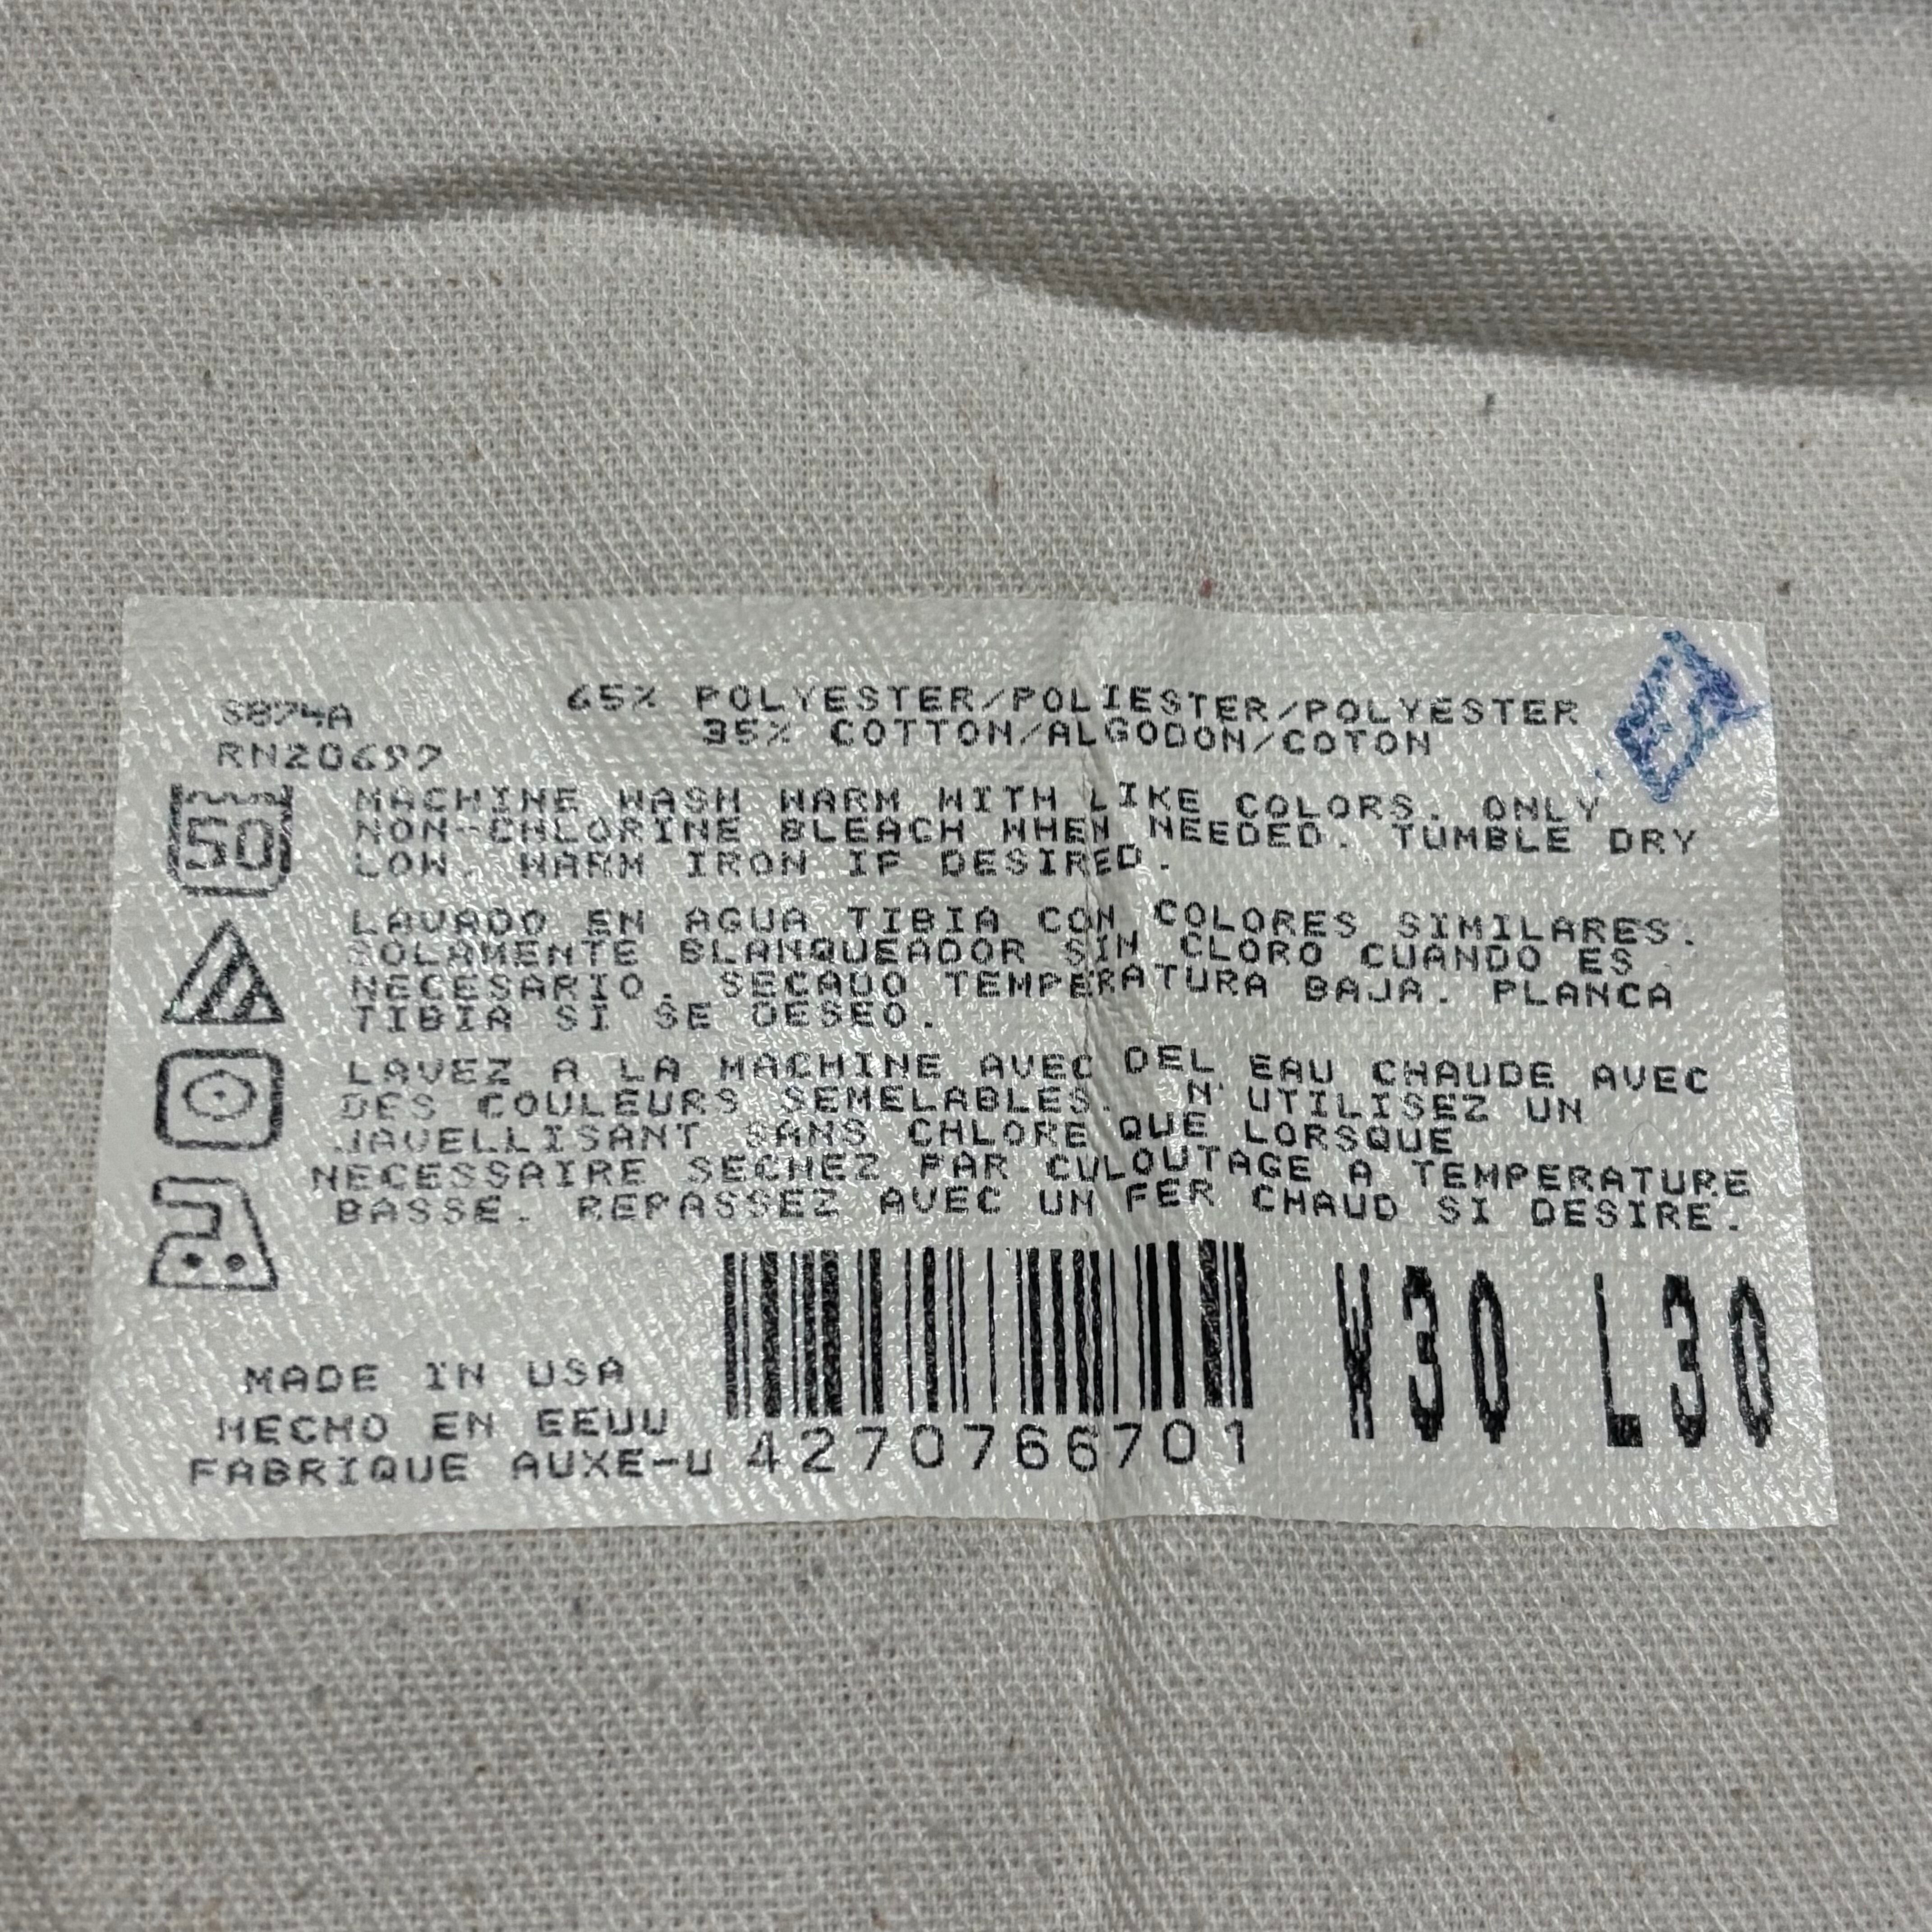 S874A
RN20697
65% POLYESTER/POLIESTER/POLYESTER
35% COTTON/ALGODON/COTON
50
MACHINE WASH WARM WITH LIKE COLORS. ONLY
NON-CHLORINE BLEACH WHEN NEEDED. TUMBLE DRY
LOW. WARM IRON IF DESIRED.
LAVADO EN AGUA TIBIA CON COLORES SIMILARES.
SOLAMENTE BLANQUEADOR SIN CLORO CUANDO ES
NECESARIO. SECADO TEMPERATURA BAJA. PLANCA
TIBIA SI SE DESEO.
LAVEZ A LA MACHINE AVEC DEL EAU CHAUDE AVEC
DES COULEURS SEMELABLES. N'UTILISEZ UN
JAVELLISANT SANS CHLORE QUE LORSQUE
NECESSAIRE SECHEZ PAR CULOUTAGE A TEMPERATURE
BASSE. REPASSEZ AVEC UN FER CHAUD SI DESIRE.
MADE IN USA
HECHO EN EEUU
FABRIQUE AUXE-U
4270766701
W30 L30